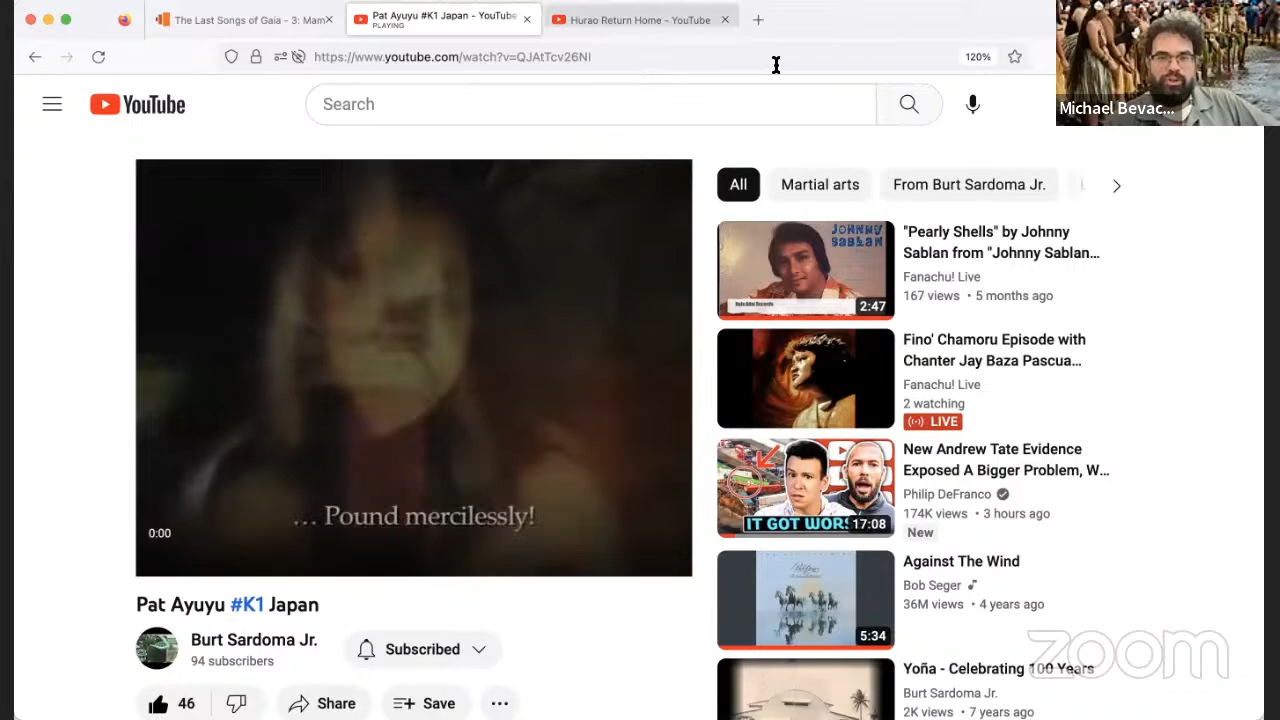 The Last Songs of Gaia - 3: Mam
Pat Ayuyu #K1 Japan - YouTube
PLAYING
Hurao Return Home - YouTube
https://www.youtube.com/watch?v=QJAtTcv26NI
120%
Michael Bevac...
YouTube
Search
All
Martial arts
From Burt Sardoma Jr.
JOHNNY
SABLAN
2:47
"Pearly Shells" by Johnny
Sablan from "Johnny Sablan...
Fanachu! Live
167 views • 5 months ago
Fino' Chamoru Episode with
Chanter Jay Baza Pascua...
Fanachu! Live
2 watching
LIVE
IT GOT WORS
17:08
New Andrew Tate Evidence
Exposed A Bigger Problem, W...
Philip DeFranco
174K views • 3 hours ago
New
... Pound mercilessly!
0:00
Against The Wind
Bob Seger
36M views • 4 years ago
5:34
Pat Ayuyu #K1 Japan
Burt Sardoma Jr.
94 subscribers
Subscribed
46
Share
Save
Yoña - Celebrating 100 Years
Burt Sardoma Jr.
2K views • 7 years ago
zoom